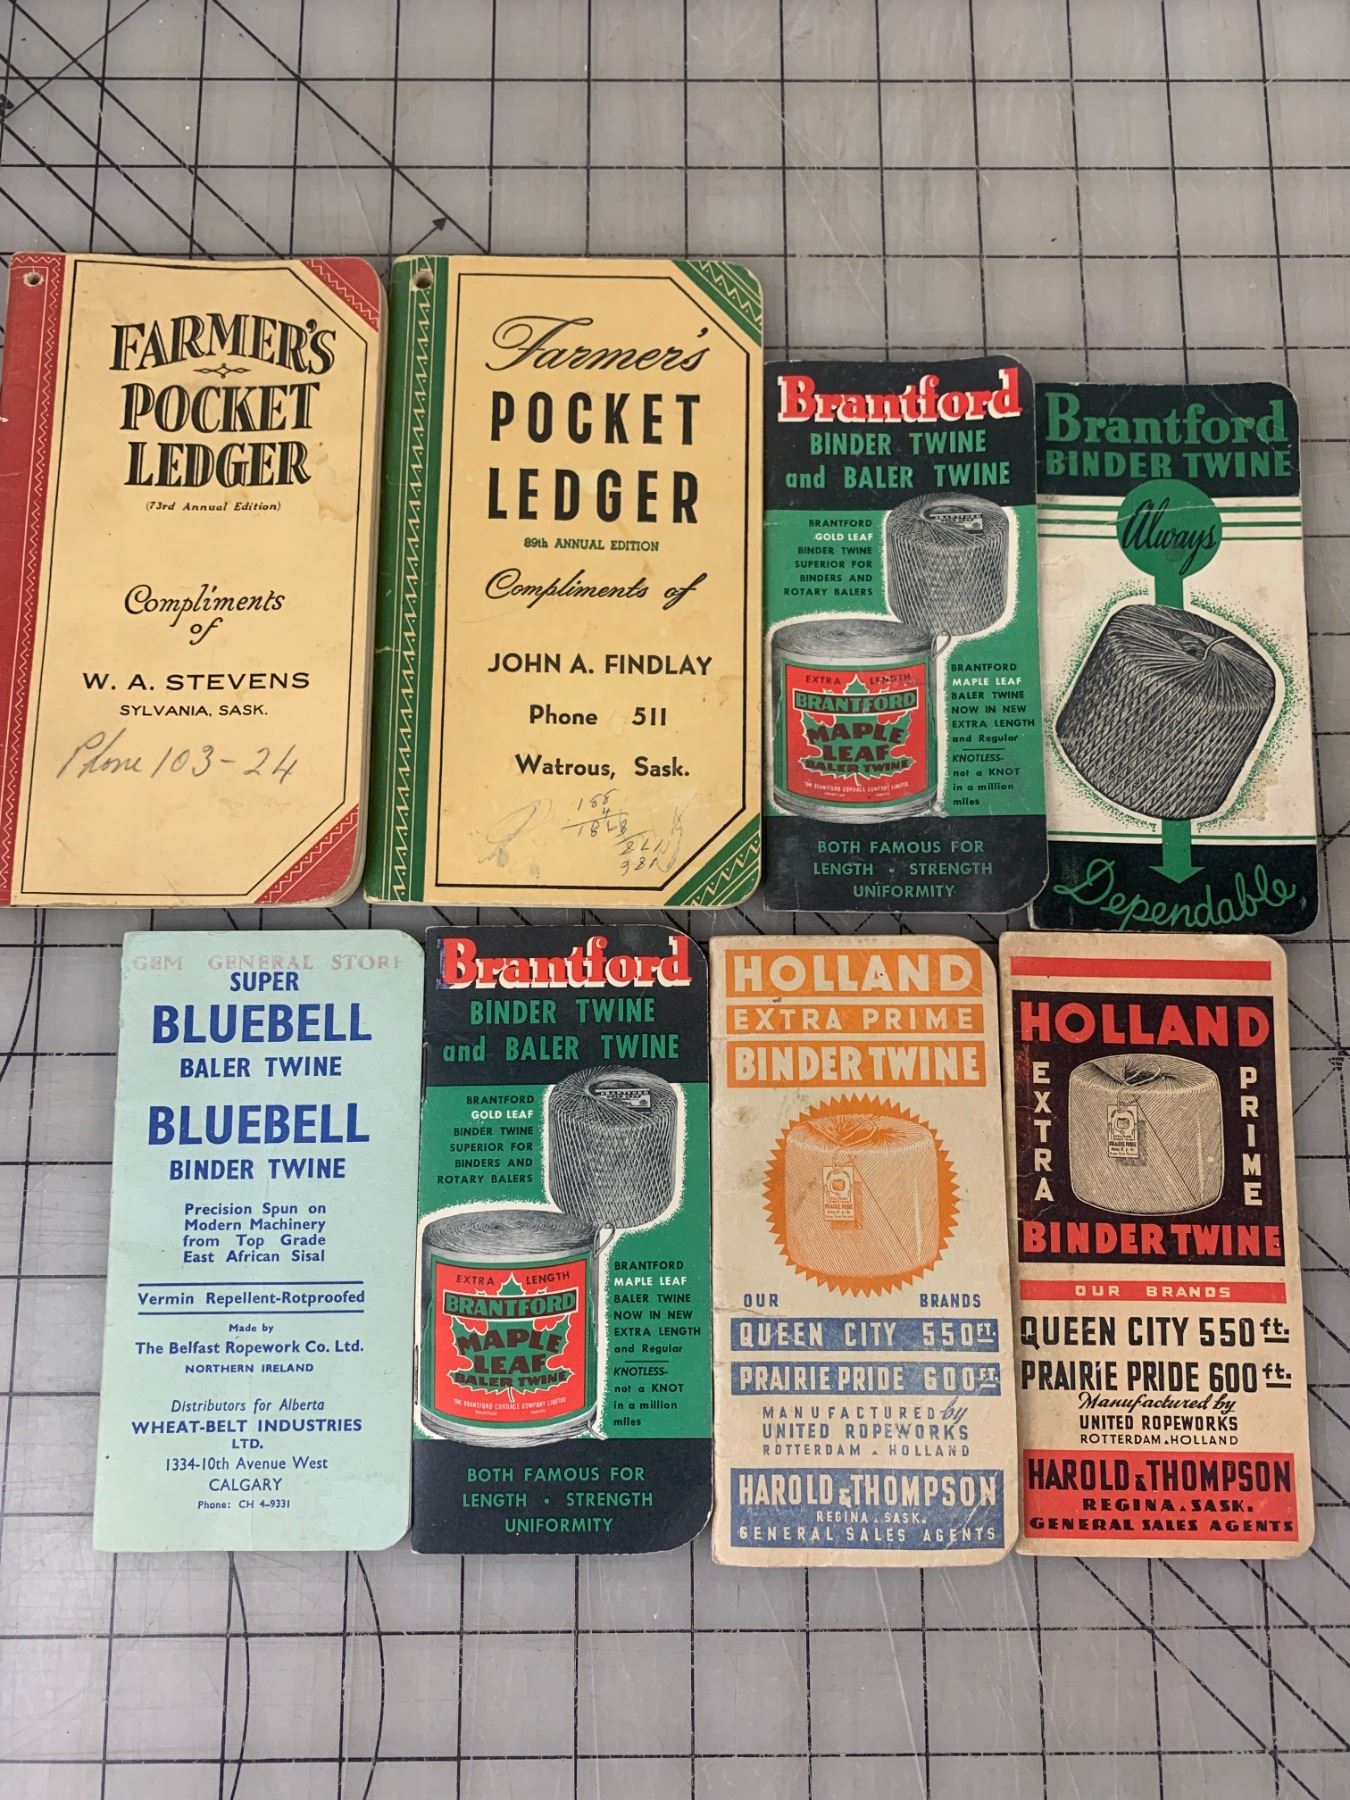 FARMER'S
POCKET
LEDGER
(73rd Annual Edition)
Compliments
of
W. A. STEVENS
SYLVANIA, SASK.
Phone 103-24
Farmer's
POCKET
LEDGER
89th ANNUAL EDITION
Compliments of
JOHN A. FINDLAY
Phone 511
Watrous, Sask.
Brantford
BINDER TWINE
and BALER TWINE
BRANTFORD
GOLD LEAF
BINDER TWINE
SUPERIOR FOR
BINDERS AND
ROTARY BALERS
EXTRA LENGTH
BRANTFORD
MAPLE
LEAF
BALER TWINE
THE BRANTFORD CORDAGE COMPANY LIMITED
BRANTFORD
MAPLE LEAF
BALER TWINE
NOW IN NEW
EXTRA LENGTH
and Regular
KNOTLESS-
not a KNOT
in a million
miles
BOTH FAMOUS FOR
LENGTH • STRENGTH
UNIFORMITY
Brantford
BINDER TWINE
Always
Dependable.
GEM GENERAL STORE
SUPER
BLUEBELL
BALER TWINE
BLUEBELL
BINDER TWINE
Precision Spun on
Modern Machinery
from Top Grade
East African Sisal
Vermin Repellent-Rotproofed
Made by
The Belfast Ropework Co. Ltd.
NORTHERN IRELAND
Distributors for Alberta
WHEAT-BELT INDUSTRIES
LTD.
1334-10th Avenue West
CALGARY
Phone: CH 4-9331
Brantford
BINDER TWINE
and BALER TWINE
BRANTFORD
GOLD LEAF
BINDER TWINE
SUPERIOR FOR
BINDERS AND
ROTARY BALERS
EXTRA LENGTH
BRANTFORD
MAPLE
LEAF
BALER TWINE
THE BRANTFORD CORDAGE COMPANY LIMITED
BRANTFORD
MAPLE LEAF
BALER TWINE
NOW IN NEW
EXTRA LENGTH
and Regular
KNOTLESS-
not a KNOT
in a million
miles
BOTH FAMOUS FOR
LENGTH • STRENGTH
UNIFORMITY
HOLLAND
EXTRA PRIME
BINDER TWINE
OUR BRANDS
QUEEN CITY 550 FT.
PRAIRIE PRIDE 600 FT.
MANUFACTURED by
UNITED ROPEWORKS
ROTTERDAM - HOLLAND
HAROLD & THOMPSON
REGINA. SASK.
GENERAL SALES AGENTS
HOLLAND
EXTRA
PRIME
BINDER TWINE
OUR BRANDS
QUEEN CITY 550 ft.
PRAIRIE PRIDE 600 ft.
Manufactured by
UNITED ROPEWORKS
ROTTERDAM. HOLLAND
HAROLD & THOMPSON
REGINA. SASK.
GENERAL SALES AGENTS